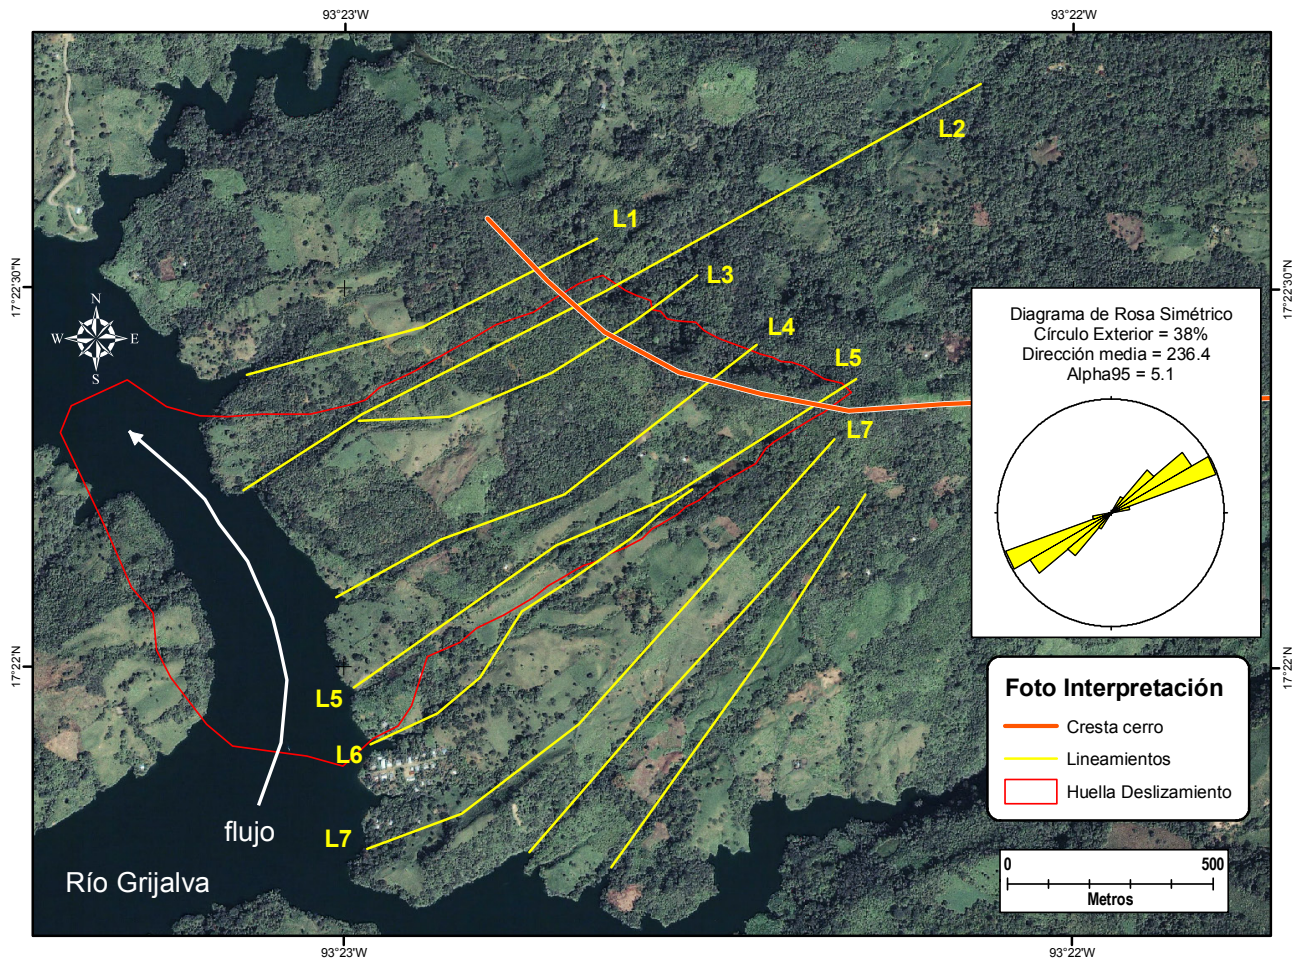 93°23'W
93°22'W
L2
L1
L3
17°22'30"N
17°22'30"N
N
W
E
S
Diagrama de Rosa Simétrico
Círculo Exterior = 38%
Dirección media = 236.4
Alpha95 = 5.1
L4
L5
L7
17°22'N
17°22'N
L5
L6
L7
flujo
Río Grijalva
Foto Interpretación
Cresta cerro
Lineamientos
Huella Deslizamiento
0
500
Metros
93°23'W
93°22'W